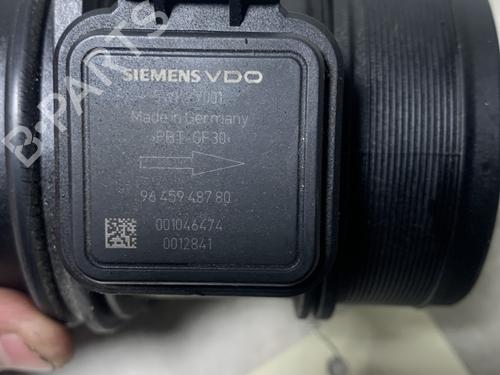 SIEMENS VDO
Made in Germany
>PBT-GF30<
96 459 487 80
001046474
0012841
B-PARTS